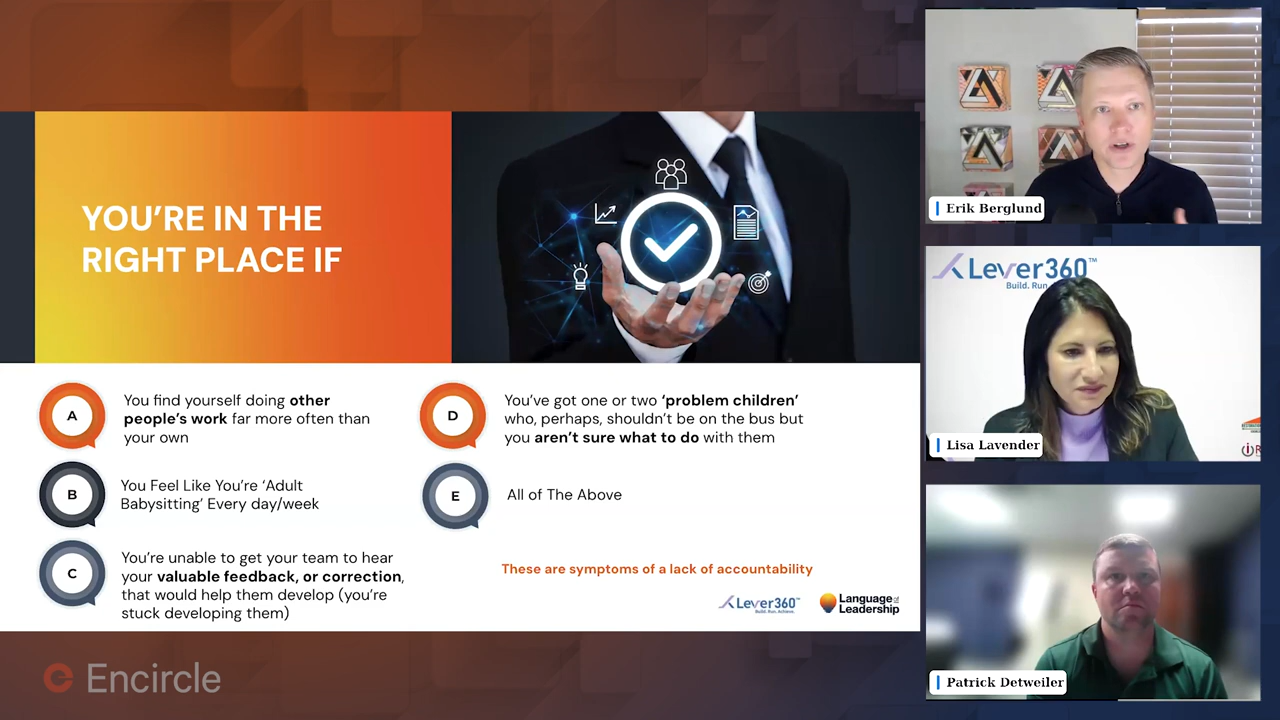 YOU'RE IN THE
RIGHT PLACE IF
A
You find yourself doing other
people's work far more often than
your own
B
You Feel Like You're 'Adult
Babysitting' Every day/week
C
You're unable to get your team to hear
your valuable feedback, or correction,
that would help them develop (you're
stuck developing them)
D
You've got one or two 'problem children'
who, perhaps, shouldn't be on the bus but
you aren't sure what to do with them
E
All of The Above
These are symptoms of a lack of accountability
Lever360™
Build. Run. Achieve.
Language of
Leadership
Encircle
Erik Berglund
Lever360™
Build. Run.
Lisa Lavender
Patrick Detweiler